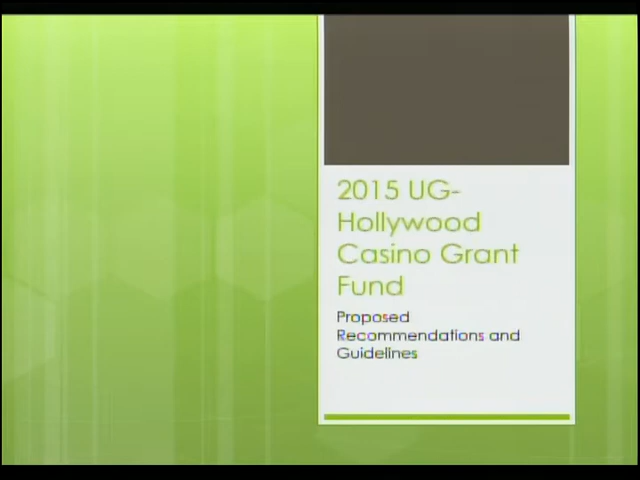 2015 UG-
Hollywood
Casino Grant
Fund
Proposed
Recommendations and
Guidelines